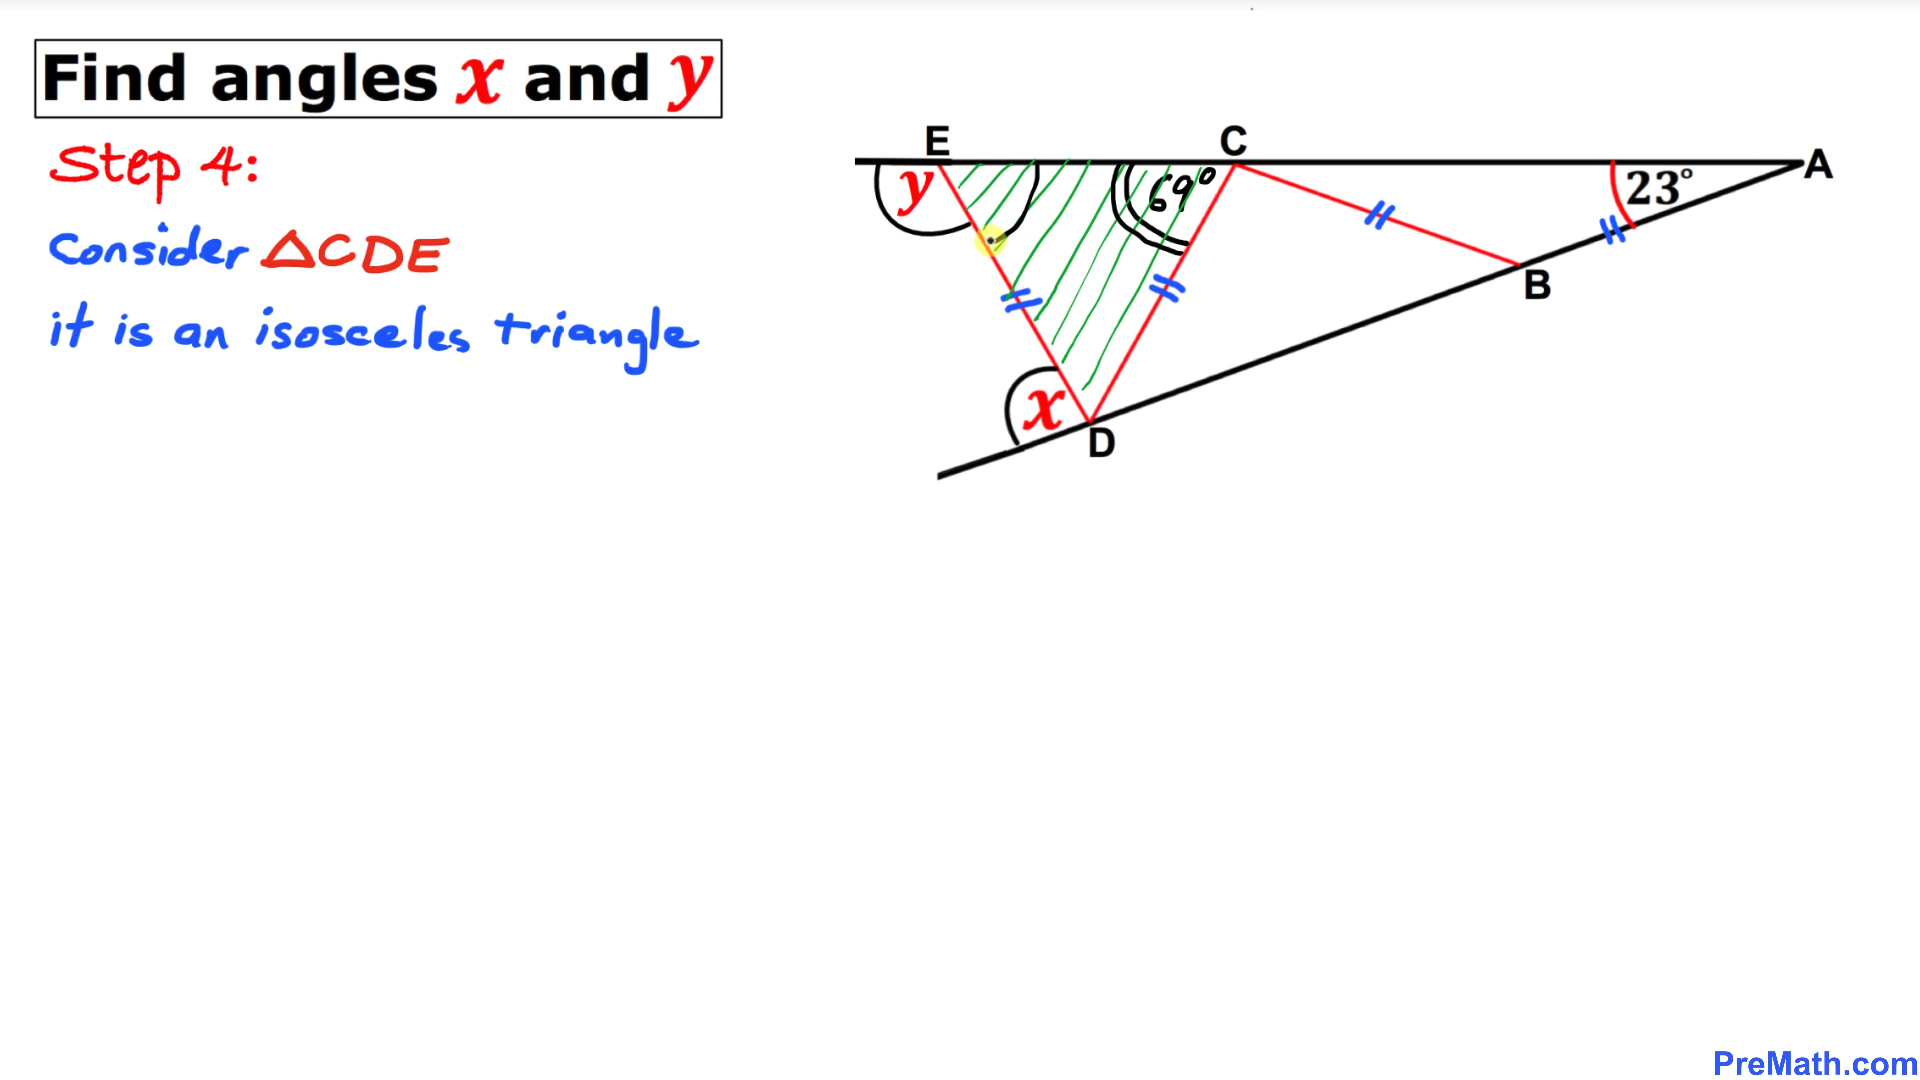 Find angles x and y
Step 4:
Consider △CDE
it is an isosceles triangle
E
C
A
y
69°
23°
B
x
D
PreMath.com